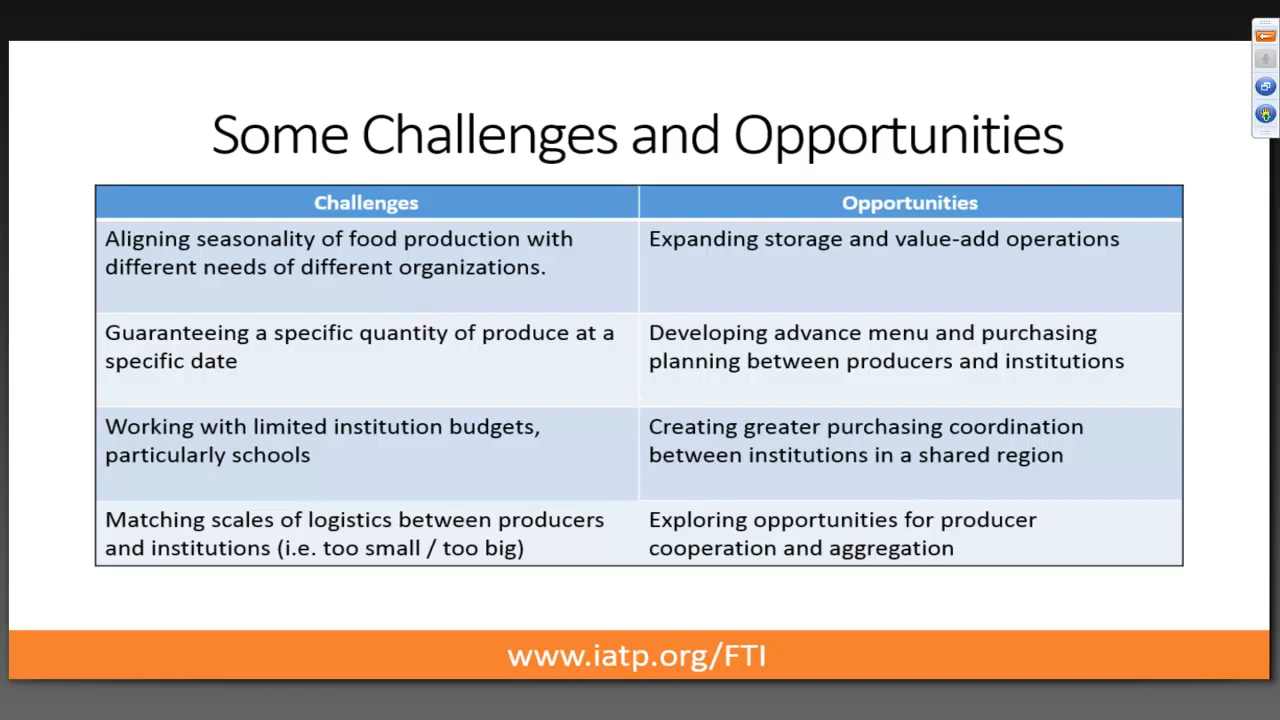 Some Challenges and Opportunities
Challenges
Opportunities
Aligning seasonality of food production with
different needs of different organizations.
Expanding storage and value-add operations
Guaranteeing a specific quantity of produce at a
specific date
Developing advance menu and purchasing
planning between producers and institutions
Working with limited institution budgets,
particularly schools
Creating greater purchasing coordination
between institutions in a shared region
Matching scales of logistics between producers
and institutions (i.e. too small / too big)
Exploring opportunities for producer
cooperation and aggregation
www.iatp.org/FTI